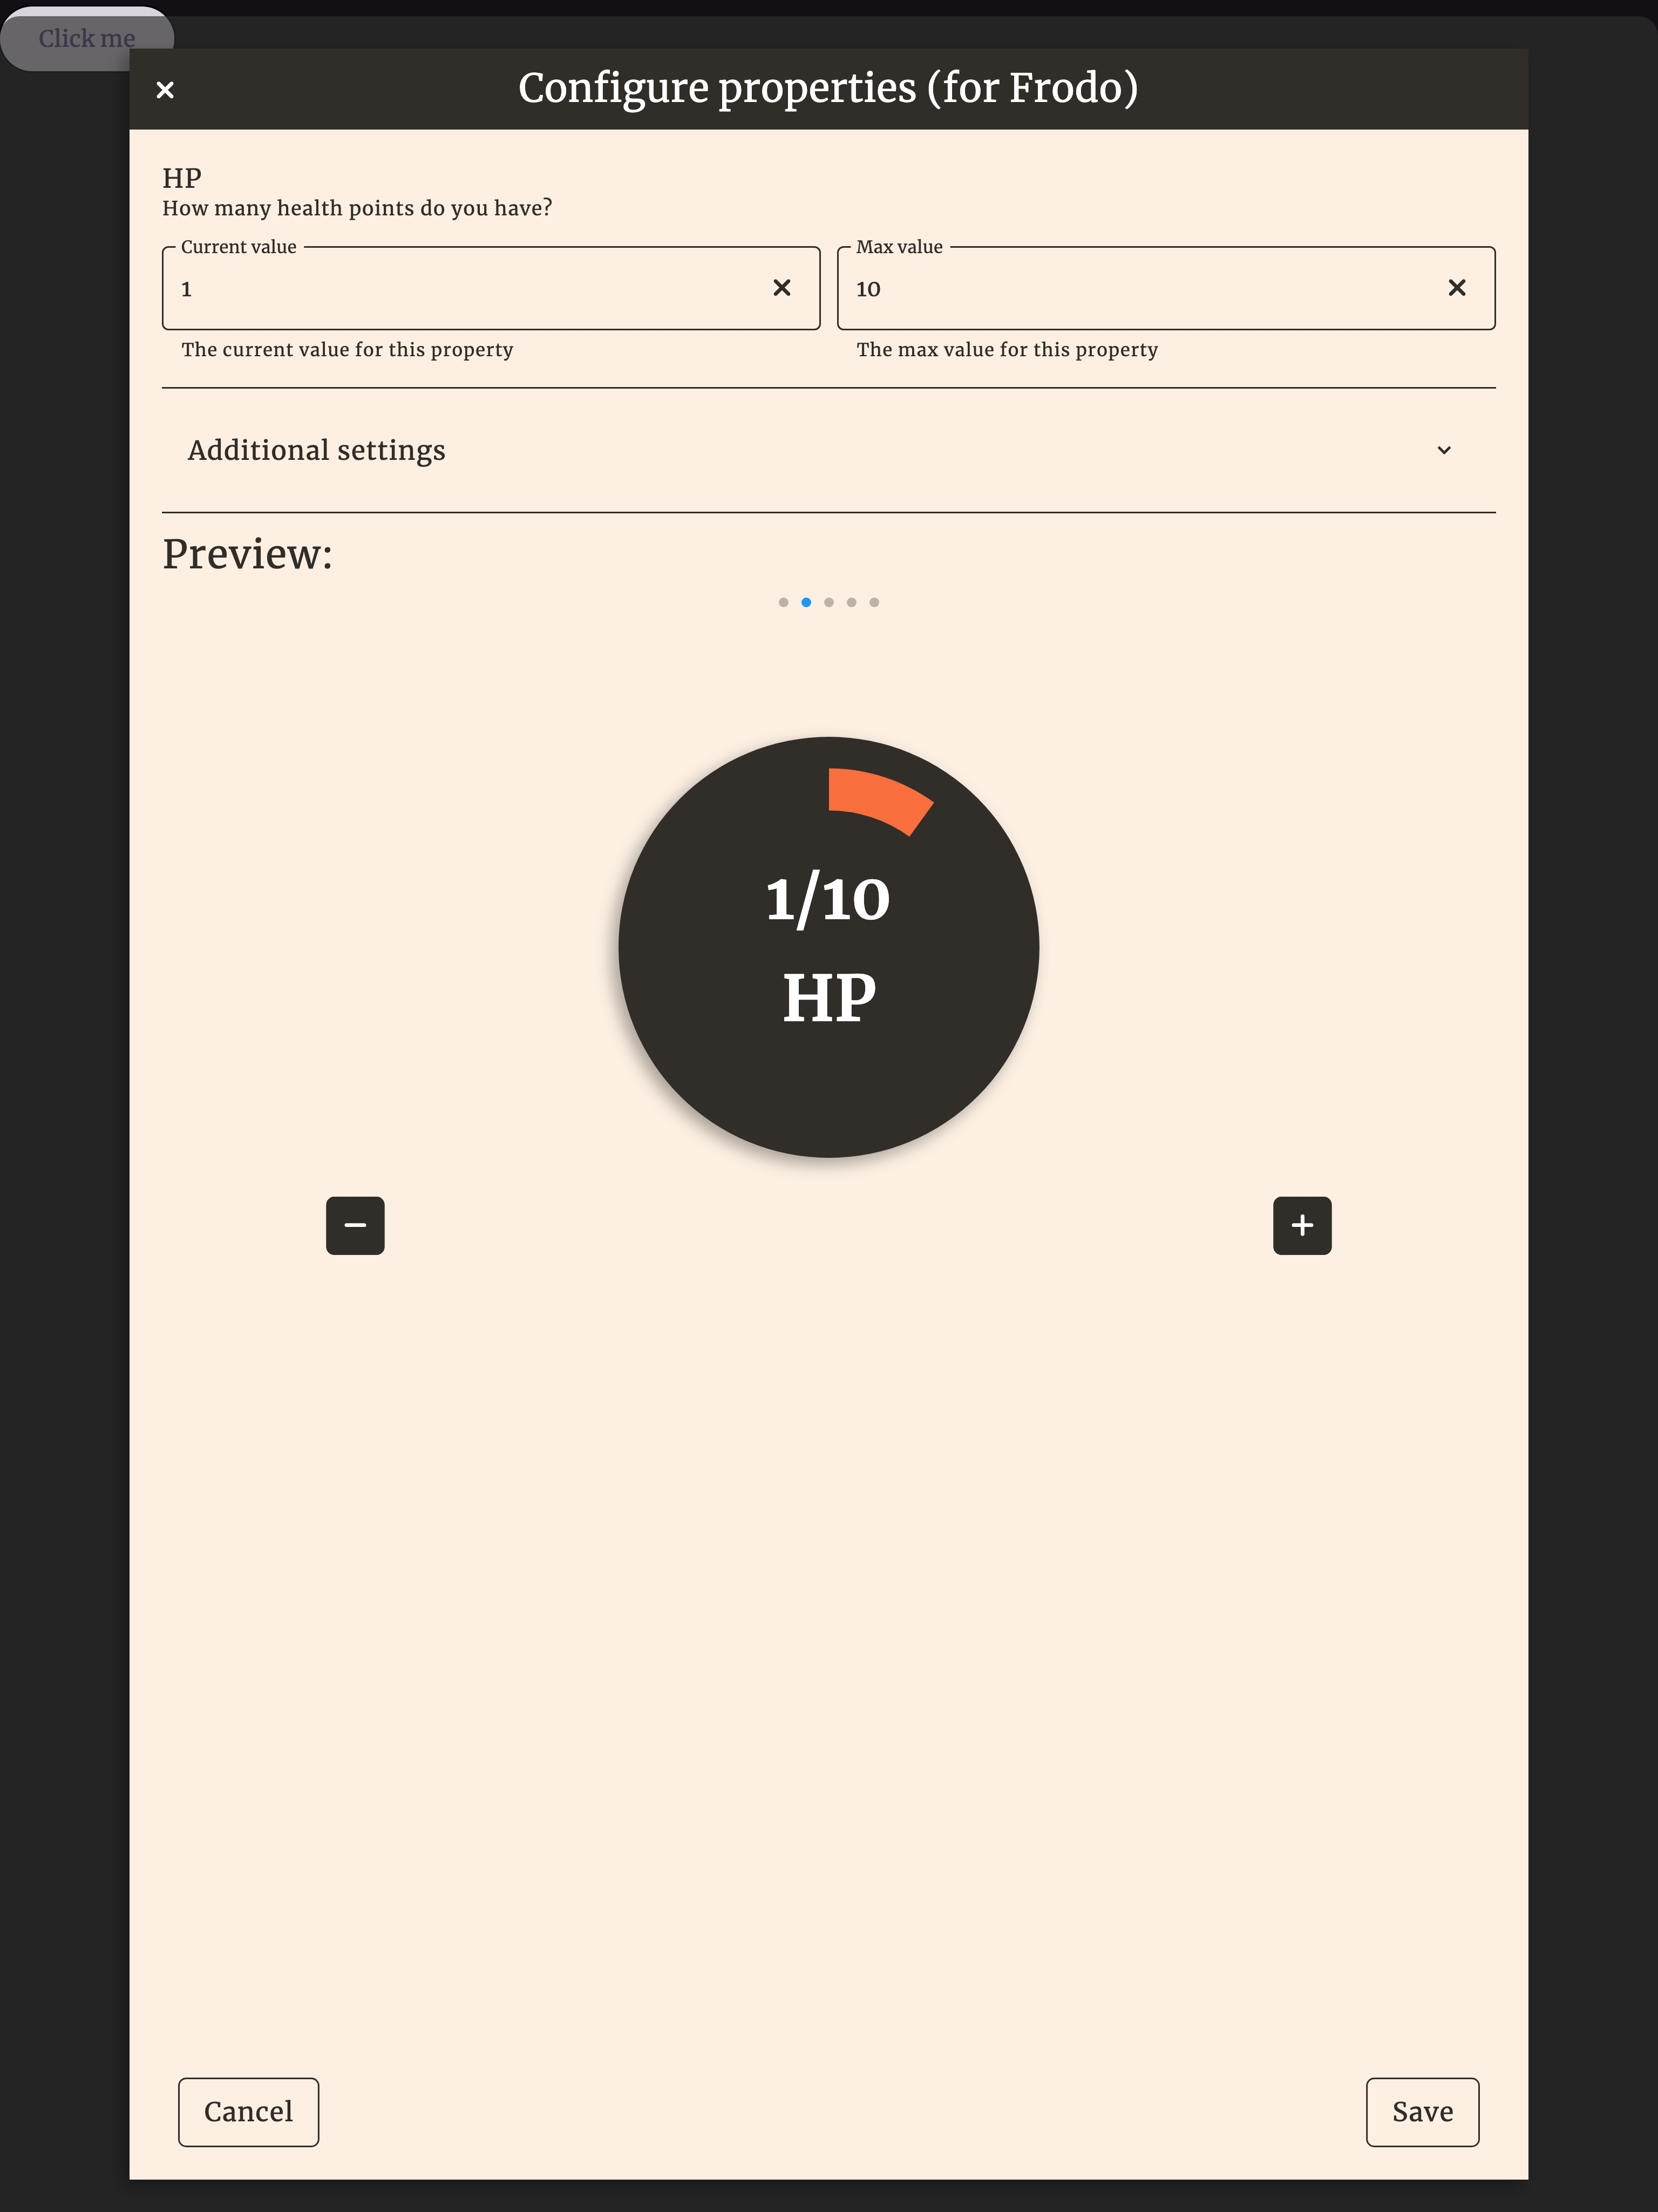 Click me
Configure properties (for Frodo)
HP
How many health points do you have?
Current value
1
The current value for this property
Max value
10
The max value for this property
Additional settings
Preview:
1/10
HP
Cancel
Save